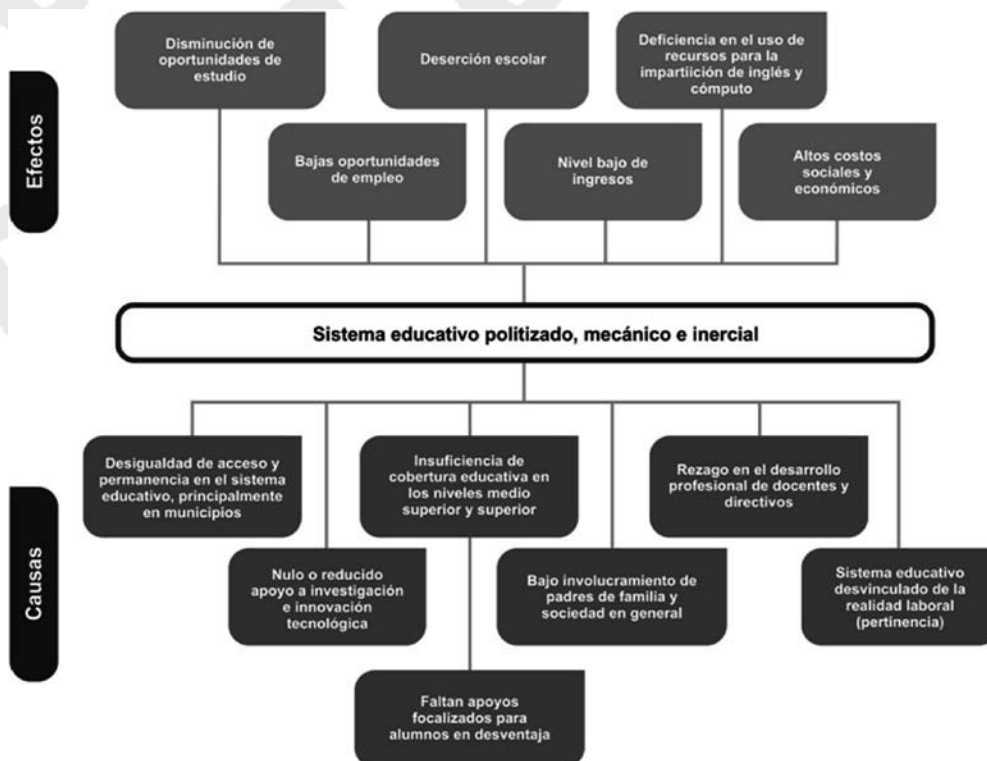 Efectos
Disminución de
oportunidades de
estudio
Deserción escolar
Deficiencia en el uso de
recursos para la
impartiición de inglés y
cómputo
Bajas oportunidades
de empleo
Nivel bajo de
ingresos
Altos costos
sociales y
económicos
Sistema educativo politizado, mecánico e inercial
Causas
Desigualdad de acceso y
permanencia en el sistema
educativo, principalmente
en municipios
Insuficiencia de
cobertura educativa en
los niveles medio
superior y superior
Rezago en el desarrollo
profesional de docentes y
directivos
Nulo o reducido
apoyo a investigación
e innovación
tecnológica
Bajo involucramiento de
padres de familia y
sociedad en general
Sistema educativo
desvinculado de la
realidad laboral
(pertinencia)
Faltan apoyos
focalizados para
alumnos en desventaja